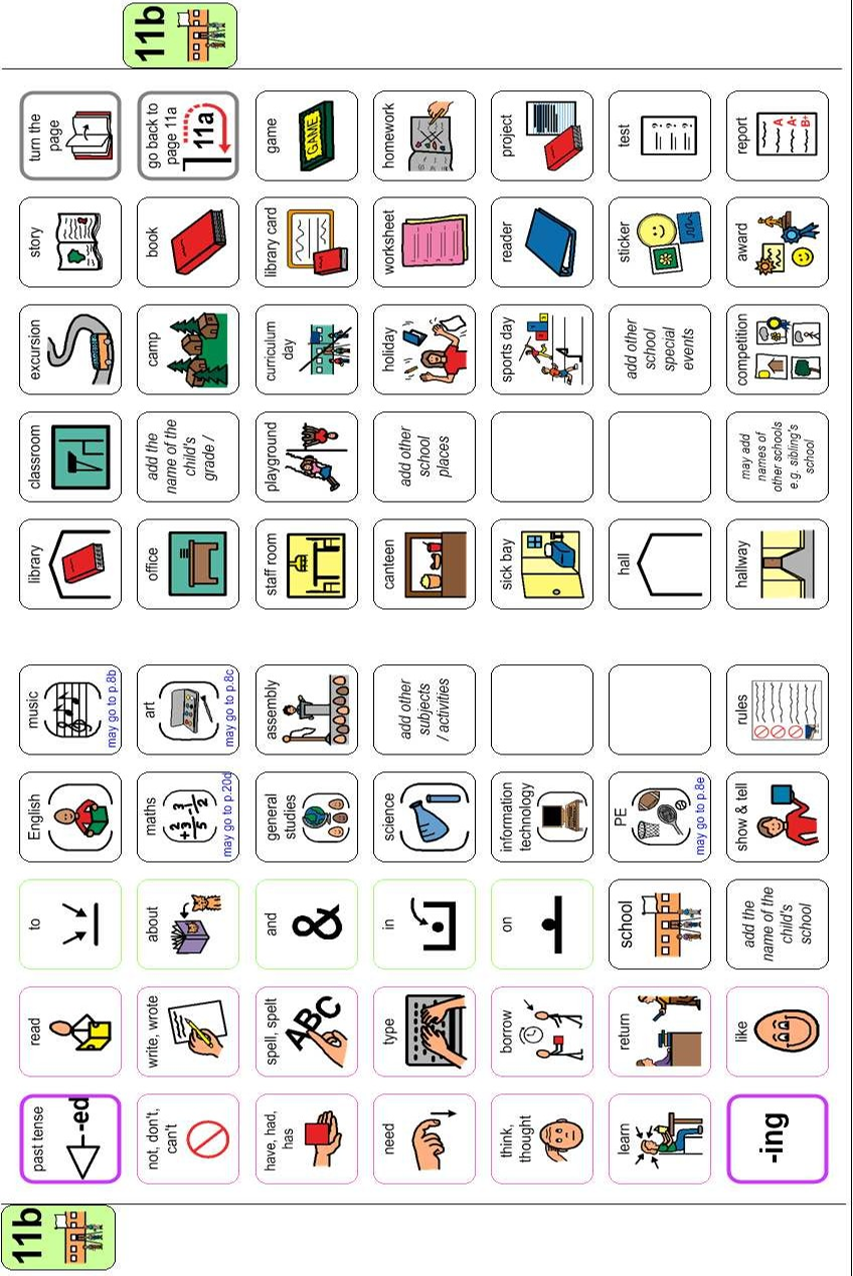 11b
11b
past tense
-ed
read
to
English
music
may go to p.8b
library
classroom
excursion
story
turn the
page
not, don't,
can't
write, wrote
about
maths
+2/3 -3/5 -1/2
may go to p.20d
art
may go to p.8c
office
add the
name of the
child's
grade /
camp
book
go back to
page 11a
11a
have, had,
has
spell, spelt
ABC
and
&
general
studies
assembly
staff room
playground
curriculum
day
library card
game
GAME
need
type
in
science
add other
subjects
/ activities
canteen
add other
school
places
holiday
worksheet
homework
think,
thought
borrow
on
information
technology
sick bay
sports day
reader
project
learn
return
school
PE
may go to p.8e
hall
add other
school
special
events
sticker
test
-ing
like
add the
name of the
child's
school
show & tell
rules
hallway
may add
names of
other schools
e.g. sibling's
school
competition
award
report
A
A+
B+